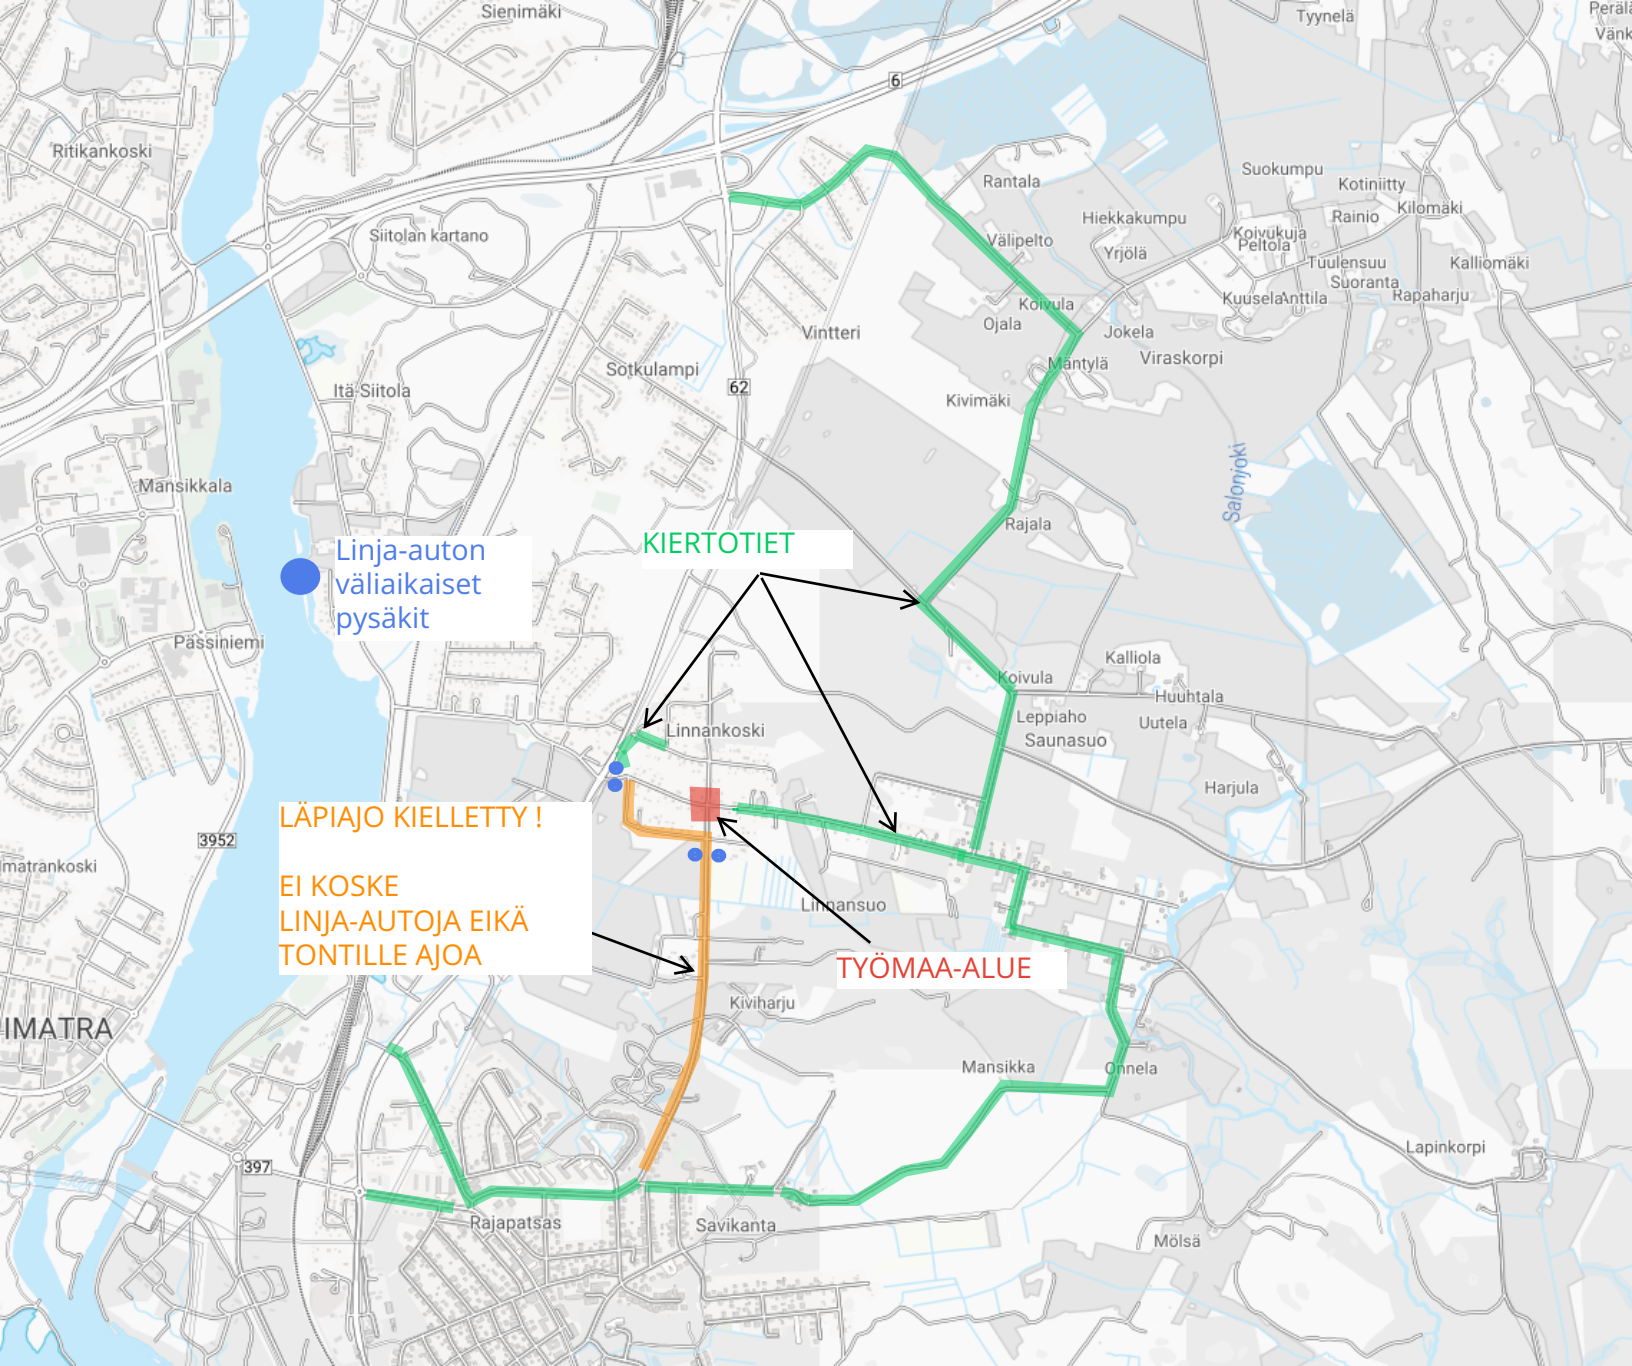 Sienimäki
Tyynelä
Perälä
Vänk
6
Ritikankoski
Suokumpu
Rantala
Kotiniitty
Kilomäki
Hiekkakumpu
Rainio
Siitolan kartano
Välipelto
Koivukuja
Peltola
Yrjölä
Tuulensuu
Kalliomäki
Suoranta
Koivula
Kuusela
Anttila
Rapaharju
Ojala
Vintteri
Jokela
Viraskorpi
Sotkulampi
Mäntylä
62
Itä-Siitola
Kivimäki
Mansikkala
Salonjoki
Rajala
KIERTOTIET
Linja-auton
väliaikaiset
pysäkit
Pässiniemi
Kalliola
Koivula
Huuhtala
Leppiaho
Uutela
Linnankoski
Saunasuo
Harjula
LÄPIAJO KIELLETTY !
EI KOSKE
LINJA-AUTOJA EIKÄ
TONTILLE AJOA
3952
matrankoski
Linnansuo
TYÖMAA-ALUE
Kiviharju
IMATRA
Mansikka
Onnela
397
Lapinkorpi
Rajapatsas
Savikanta
Mölsä